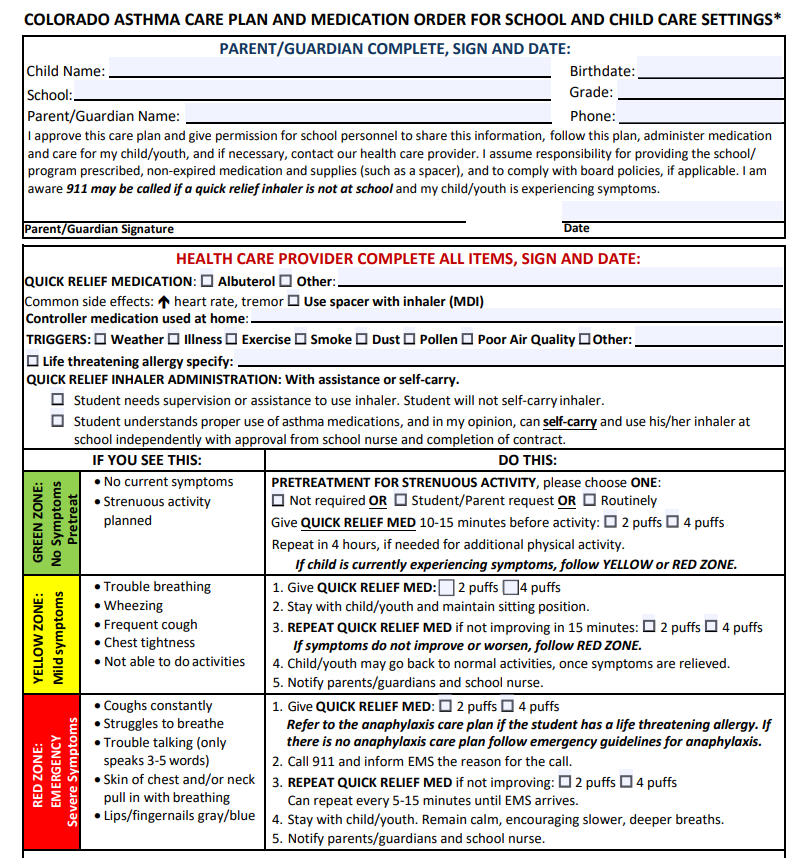 COLORADO ASTHMA CARE PLAN AND MEDICATION ORDER FOR SCHOOL AND CHILD CARE SETTINGS*
PARENT/GUARDIAN COMPLETE, SIGN AND DATE:
Child Name: Birthdate:
School: Grade:
Parent/Guardian Name: Phone:
I approve this care plan and give permission for school personnel to share this information, follow this plan, administer medication
and care for my child/youth, and if necessary, contact our health care provider. I assume responsibility for providing the school/
program prescribed, non-expired medication and supplies (such as a spacer), and to comply with board policies, if applicable. I am
aware 911 may be called if a quick relief inhaler is not at school and my child/youth is experiencing symptoms.
Parent/Guardian Signature Date
HEALTH CARE PROVIDER COMPLETE ALL ITEMS, SIGN AND DATE:
QUICK RELIEF MEDICATION: ☐ Albuterol ☐ Other:
Common side effects: ↑ heart rate, tremor ☐ Use spacer with inhaler (MDI)
Controller medication used at home:
TRIGGERS: ☐ Weather ☐ Illness ☐ Exercise ☐ Smoke ☐ Dust ☐ Pollen ☐ Poor Air Quality ☐ Other:
☐ Life threatening allergy specify:
QUICK RELIEF INHALER ADMINISTRATION: With assistance or self-carry.
☐ Student needs supervision or assistance to use inhaler. Student will not self-carry inhaler.
☐ Student understands proper use of asthma medications, and in my opinion, can self-carry and use his/her inhaler at
school independently with approval from school nurse and completion of contract.
IF YOU SEE THIS: DO THIS:
GREEN ZONE:
No Symptoms
Pretreat
• No current symptoms
• Strenuous activity
planned
PRETREATMENT FOR STRENUOUS ACTIVITY, please choose ONE:
☐ Not required OR ☐ Student/Parent request OR ☐ Routinely
Give QUICK RELIEF MED 10-15 minutes before activity: ☐ 2 puffs ☐ 4 puffs
Repeat in 4 hours, if needed for additional physical activity.
If child is currently experiencing symptoms, follow YELLOW or RED ZONE.
YELLOW ZONE:
Mild symptoms
• Trouble breathing
• Wheezing
• Frequent cough
• Chest tightness
• Not able to do activities
1. Give QUICK RELIEF MED: ☐ 2 puffs ☐ 4 puffs
2. Stay with child/youth and maintain sitting position.
3. REPEAT QUICK RELIEF MED if not improving in 15 minutes: ☐ 2 puffs ☐ 4 puffs
If symptoms do not improve or worsen, follow RED ZONE.
4. Child/youth may go back to normal activities, once symptoms are relieved.
5. Notify parents/guardians and school nurse.
RED ZONE:
EMERGENCY
Severe Symptoms
• Coughs constantly
• Struggles to breathe
• Trouble talking (only
speaks 3-5 words)
• Skin of chest and/or neck
pull in with breathing
• Lips/fingernails gray/blue
1. Give QUICK RELIEF MED: ☐ 2 puffs ☐ 4 puffs
Refer to the anaphylaxis care plan if the student has a life threatening allergy. If
there is no anaphylaxis care plan follow emergency guidelines for anaphylaxis.
2. Call 911 and inform EMS the reason for the call.
3. REPEAT QUICK RELIEF MED if not improving: ☐ 2 puffs ☐ 4 puffs
Can repeat every 5-15 minutes until EMS arrives.
4. Stay with child/youth. Remain calm, encouraging slower, deeper breaths.
5. Notify parents/guardians and school nurse.